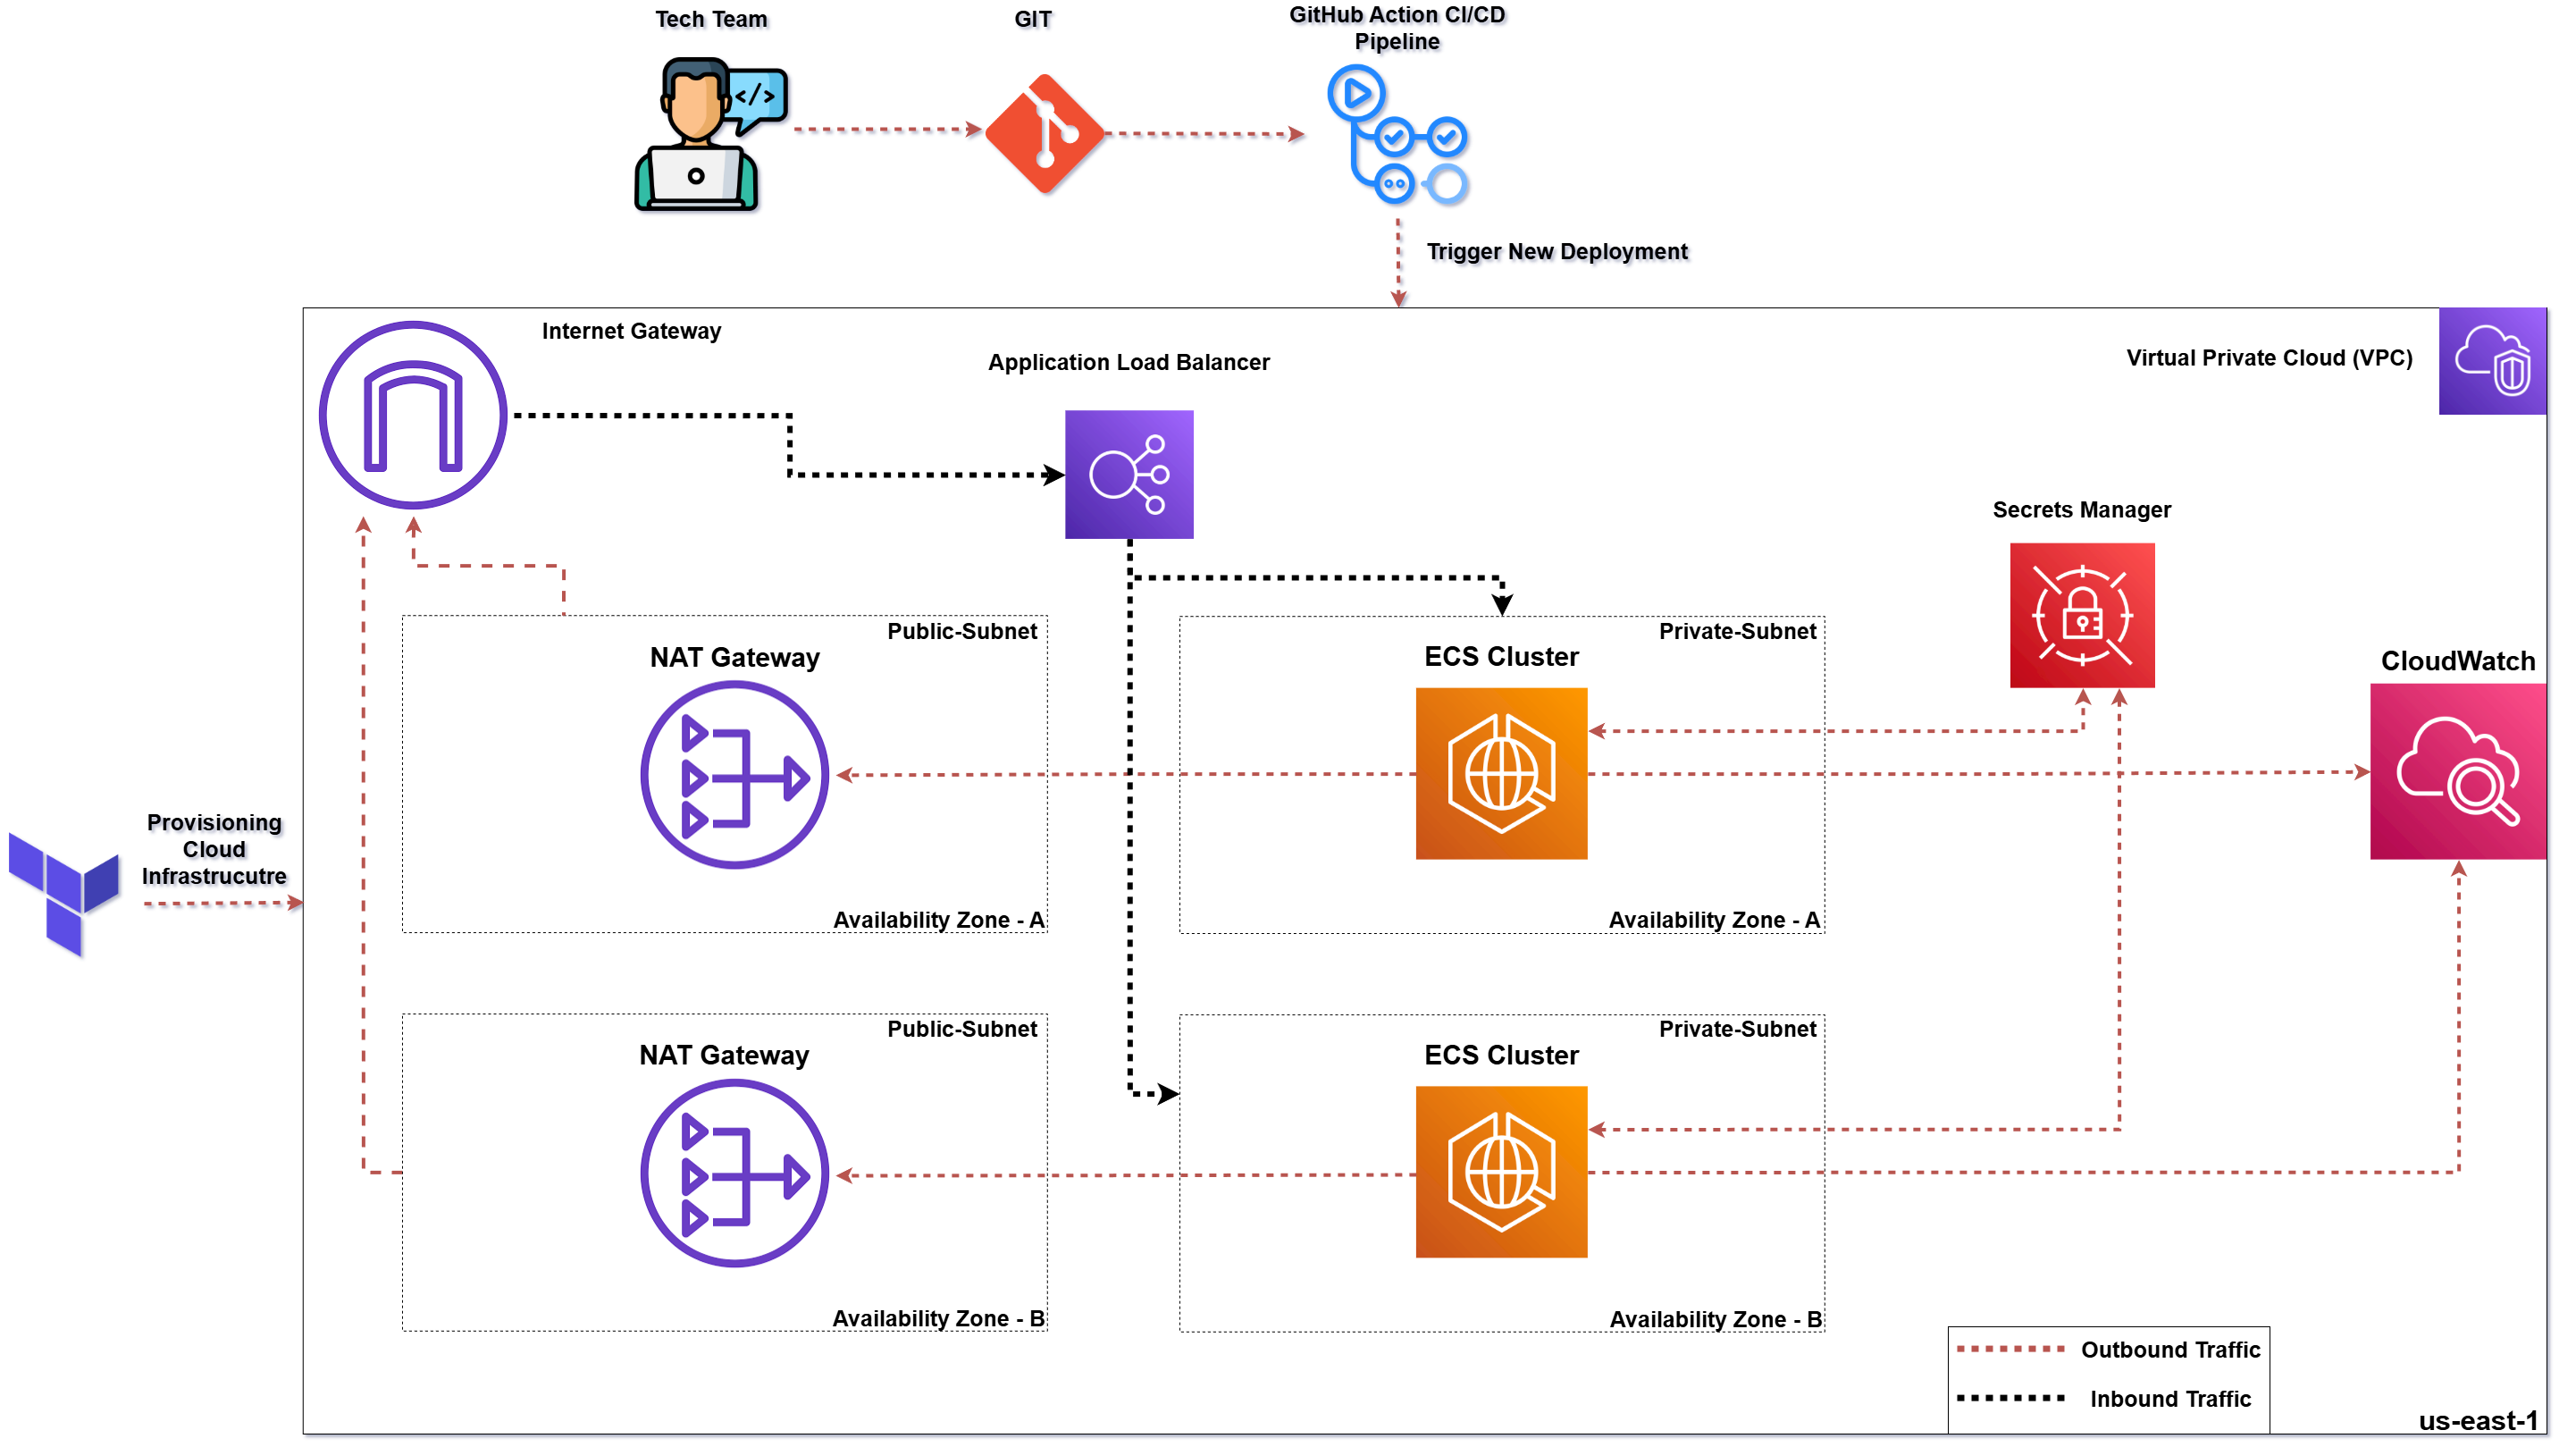 Tech Team
GIT
GitHub Action CI/CD
Pipeline
</>
Trigger New Deployment
Internet Gateway
Application Load Balancer
Virtual Private Cloud (VPC)
Secrets Manager
Public-Subnet
NAT Gateway
Availability Zone - A
Private-Subnet
ECS Cluster
Availability Zone - A
CloudWatch
Provisioning
Cloud
Infrastrucutre
Public-Subnet
NAT Gateway
Availability Zone - B
Private-Subnet
ECS Cluster
Availability Zone - B
Outbound Traffic
Inbound Traffic
us-east-1